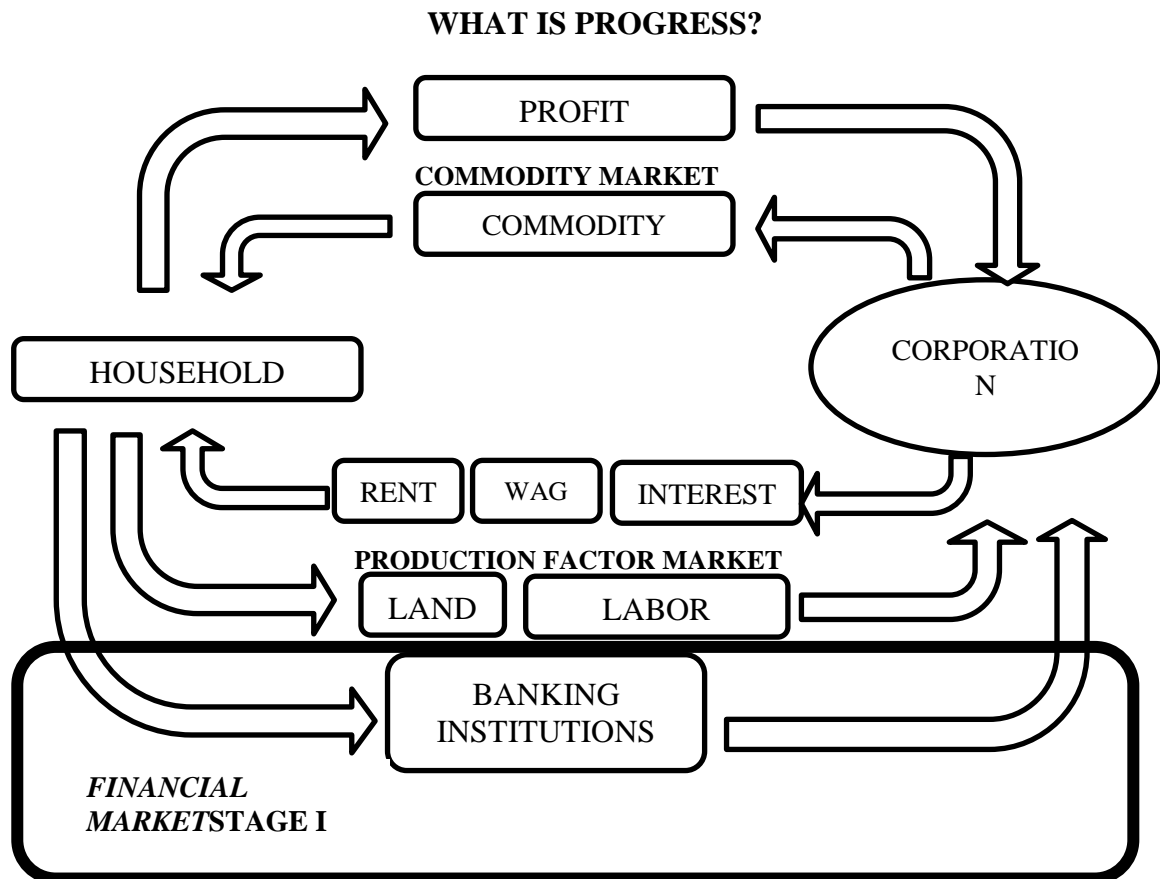 WHAT IS PROGRESS?
PROFIT
COMMODITY MARKET
COMMODITY
HOUSEHOLD
CORPORATIO
N
RENT
WAG
INTEREST
PRODUCTION FACTOR MARKET
LAND
LABOR
BANKING
INSTITUTIONS
FINANCIAL
MARKETSTAGE I